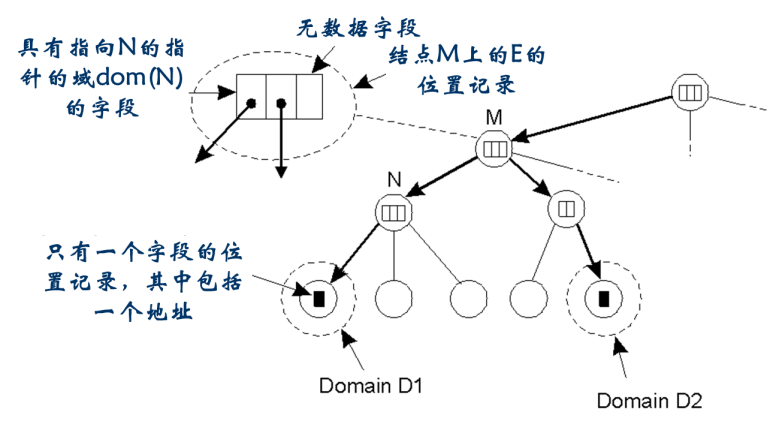 无数据字段
具有指向N的指
针的域dom(N)
的字段
结点M上的E的
位置记录
M
N
只有一个字段的位
置记录，其中包括
一个地址
Domain D1
Domain D2